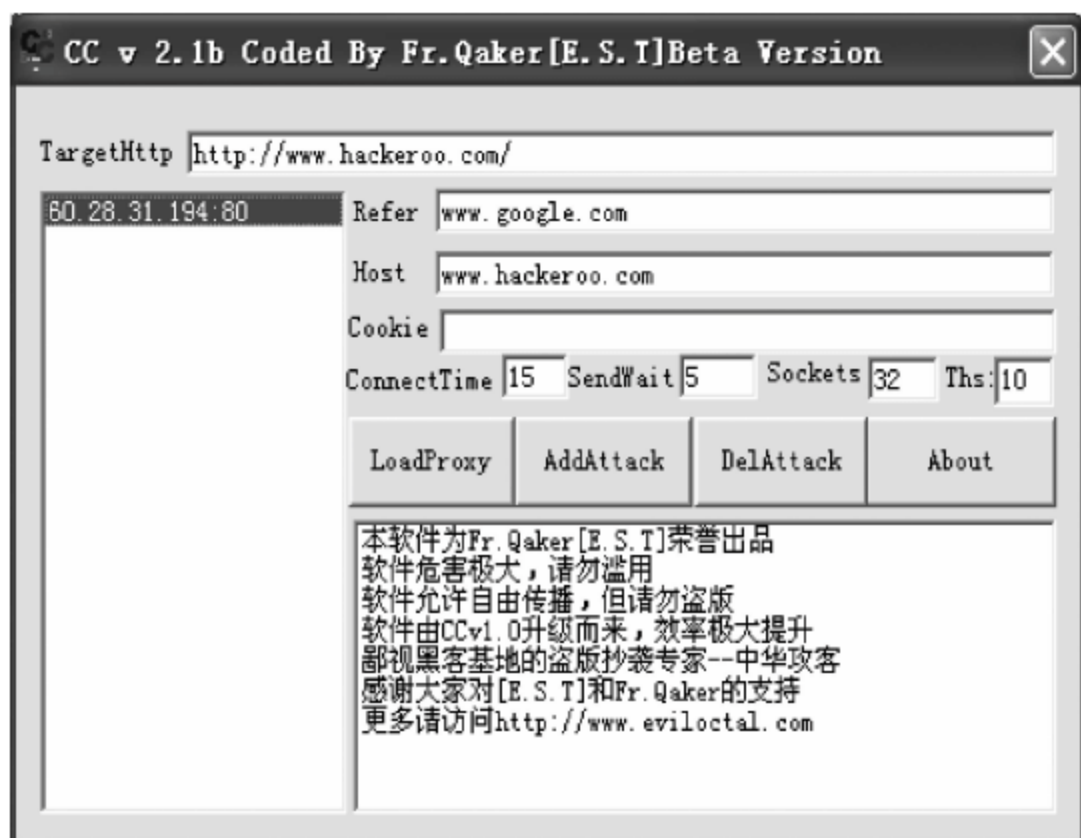 CC v 2.1b Coded By Fr.Qaker[E.S.T]Beta Version
TargetHttp http://www.hackeroo.com/
60.28.31.194:80
Refer www.google.com
Host www.hackeroo.com
Cookie
ConnectTime 15 SendWait 5 Sockets 32 Ths: 10
LoadProxy AddAttack DelAttack About
本软件为Fr.Qaker[E.S.T]荣誉出品
软件危害极大，请勿滥用
软件允许自由传播，但请勿盗版
软件由CCv1.0升级而来，效率极大提升
鄙视黑客基地的盗版抄袭专家--中华攻客
感谢大家对[E.S.T]和Fr.Qaker的支持
更多请访问http://www.eviloctal.com